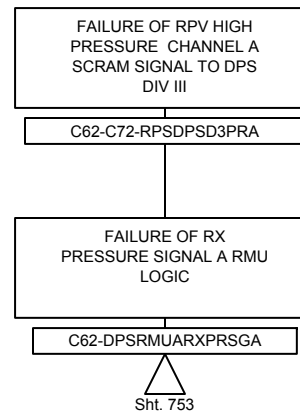 FAILURE OF RPV HIGH
PRESSURE CHANNEL A
SCRAM SIGNAL TO DPS
DIV III
C62-C72-RPSDPSD3PRA
FAILURE OF RX
PRESSURE SIGNAL A RMU
LOGIC
C62-DPSRMUARXPRSGA
Sht. 753